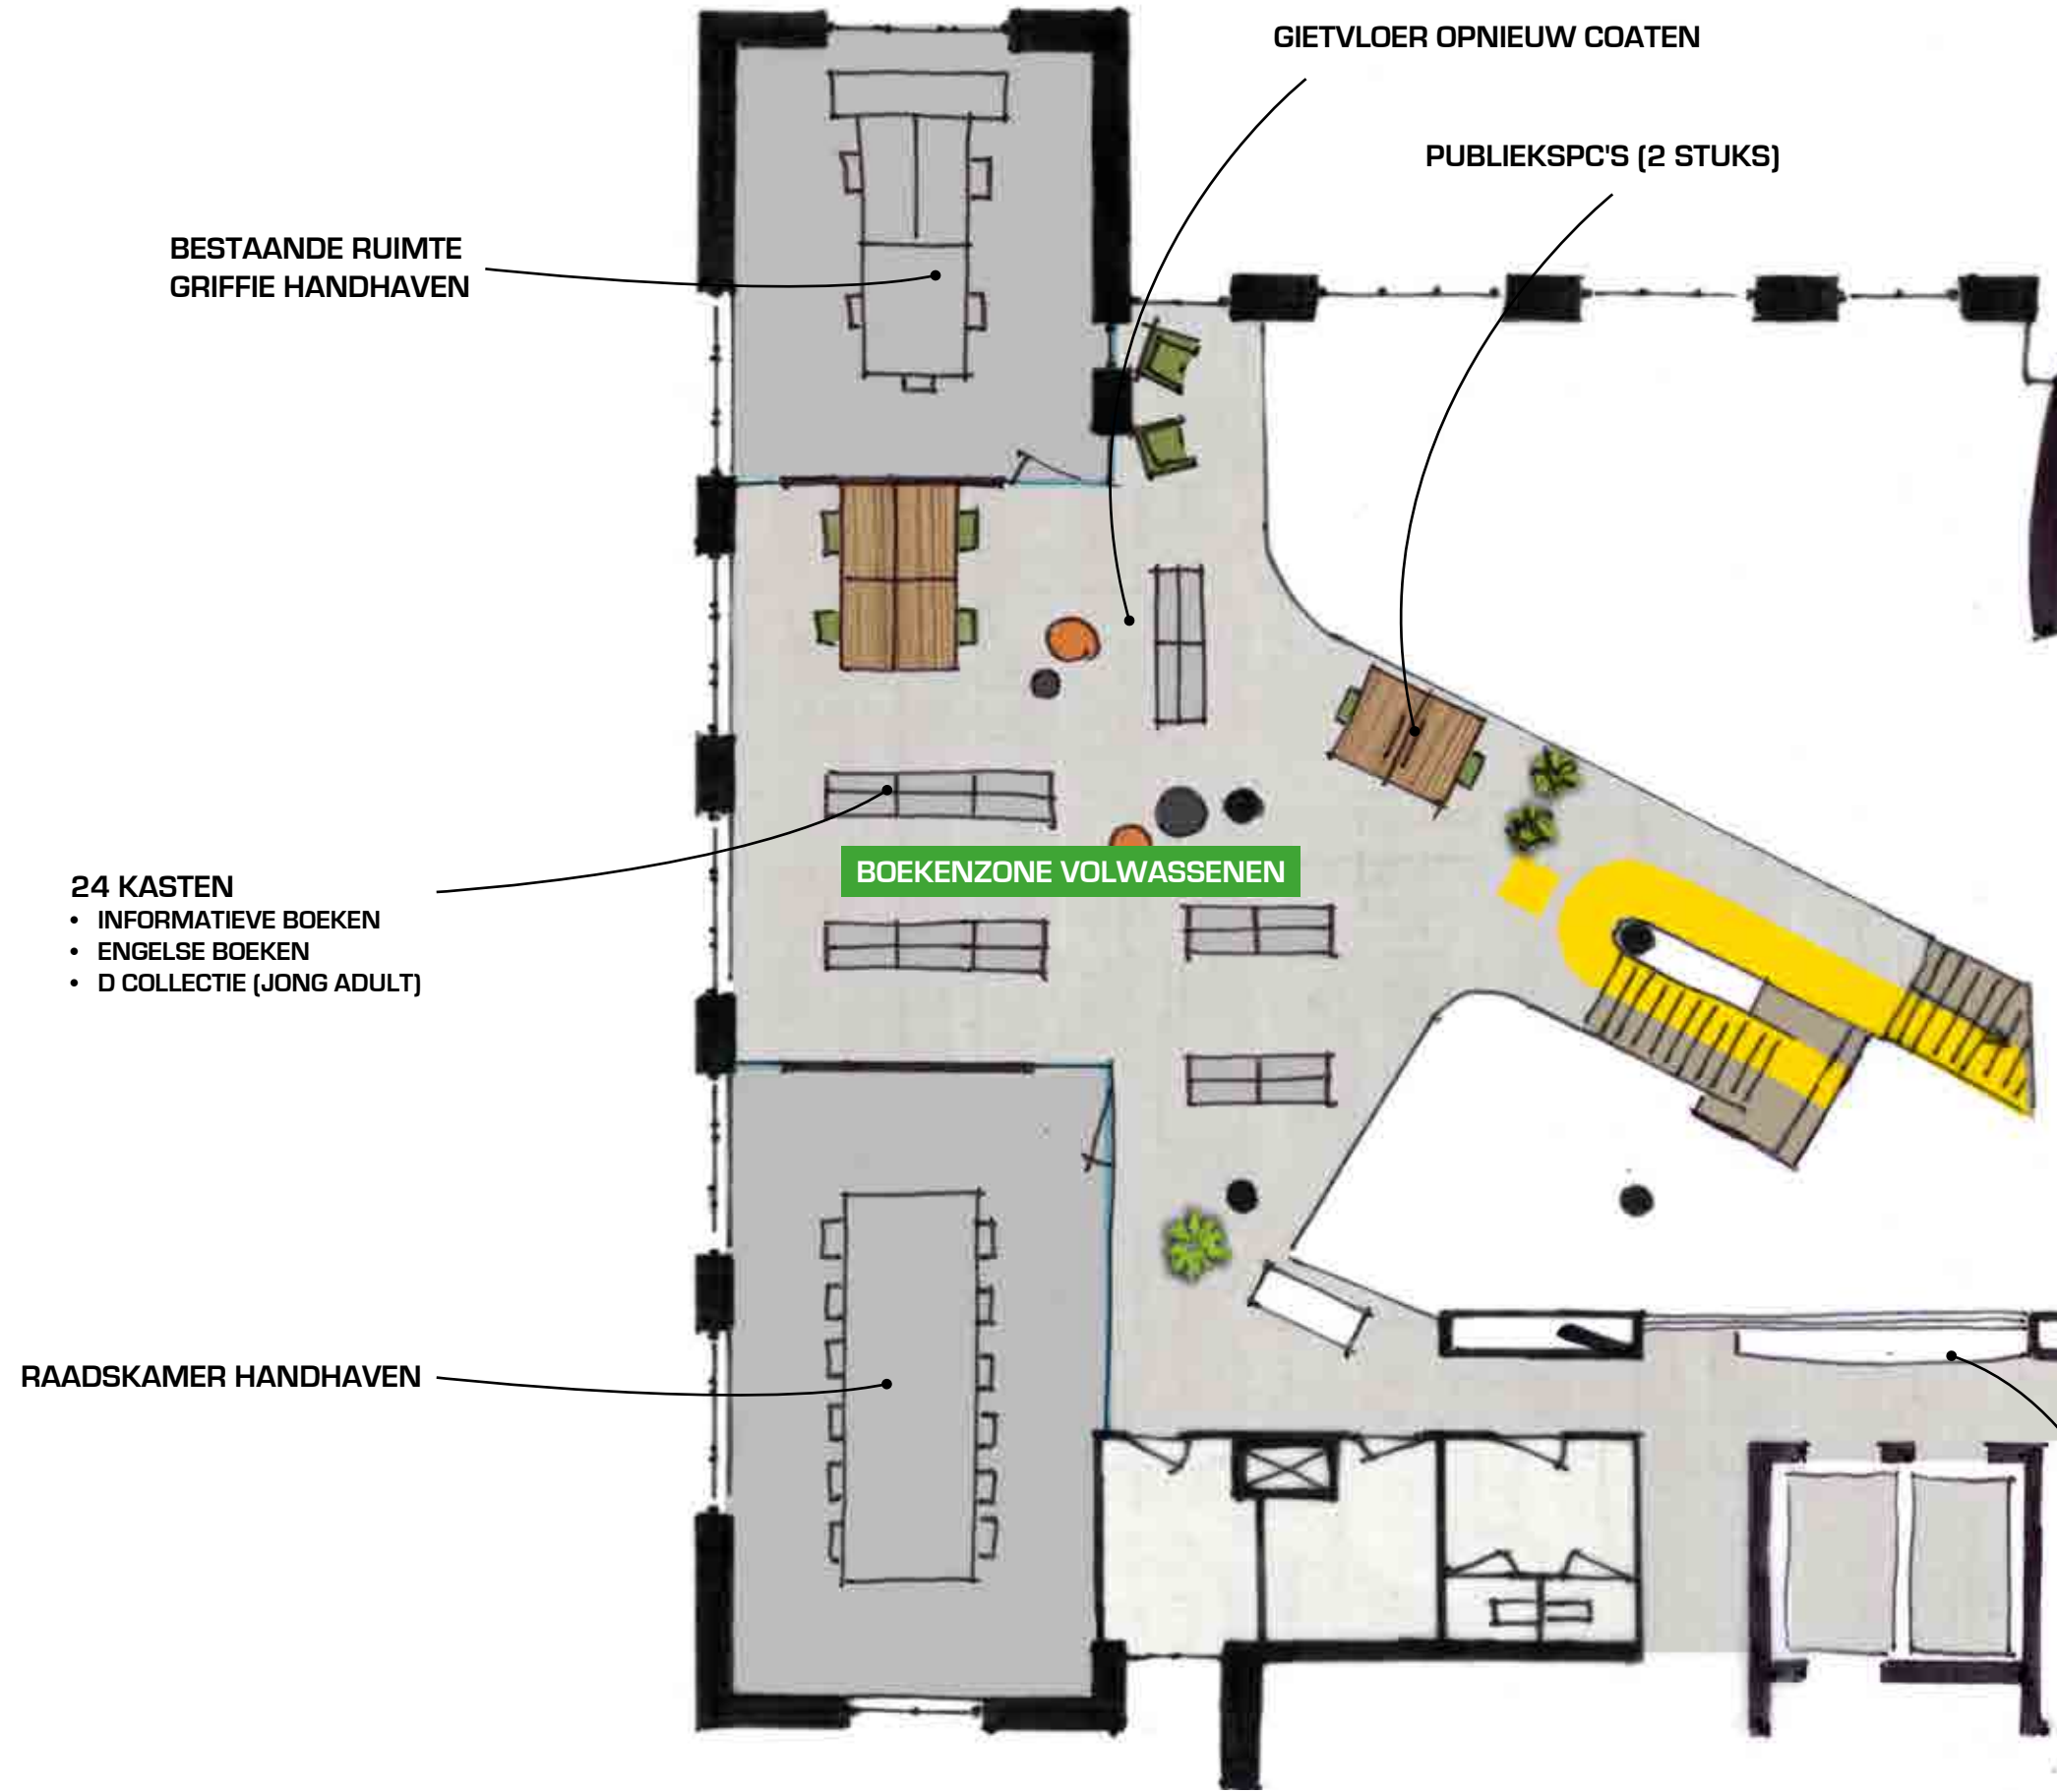 GIETVLOER OPNIEUW COATEN
PUBLIEKSPC'S (2 STUKS)
BESTAANDE RUIMTE
GRIFFIE HANDHAVEN
BOEKENZONE VOLWASSENEN
24 KASTEN
• INFORMATIEVE BOEKEN
• ENGELSE BOEKEN
• D COLLECTIE (JONG ADULT)
RAADSKAMER HANDHAVEN